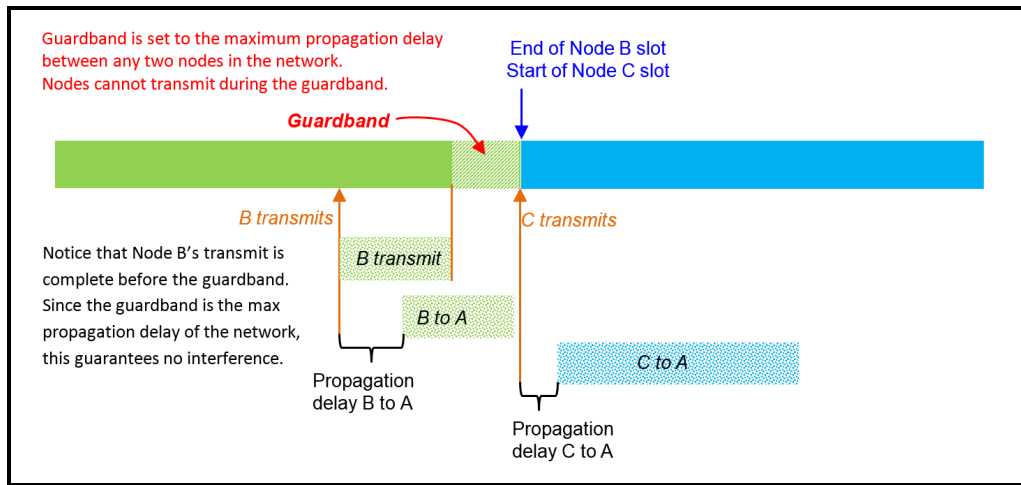 Guardband is set to the maximum propagation delay
between any two nodes in the network.
Nodes cannot transmit during the guardband.
End of Node B slot
Start of Node C slot
Guardband
B transmits
C transmits
Notice that Node B's transmit is
complete before the guardband.
Since the guardband is the max
propagation delay of the network,
this guarantees no interference.
B transmit
B to A
C to A
Propagation
delay B to A
Propagation
delay C to A